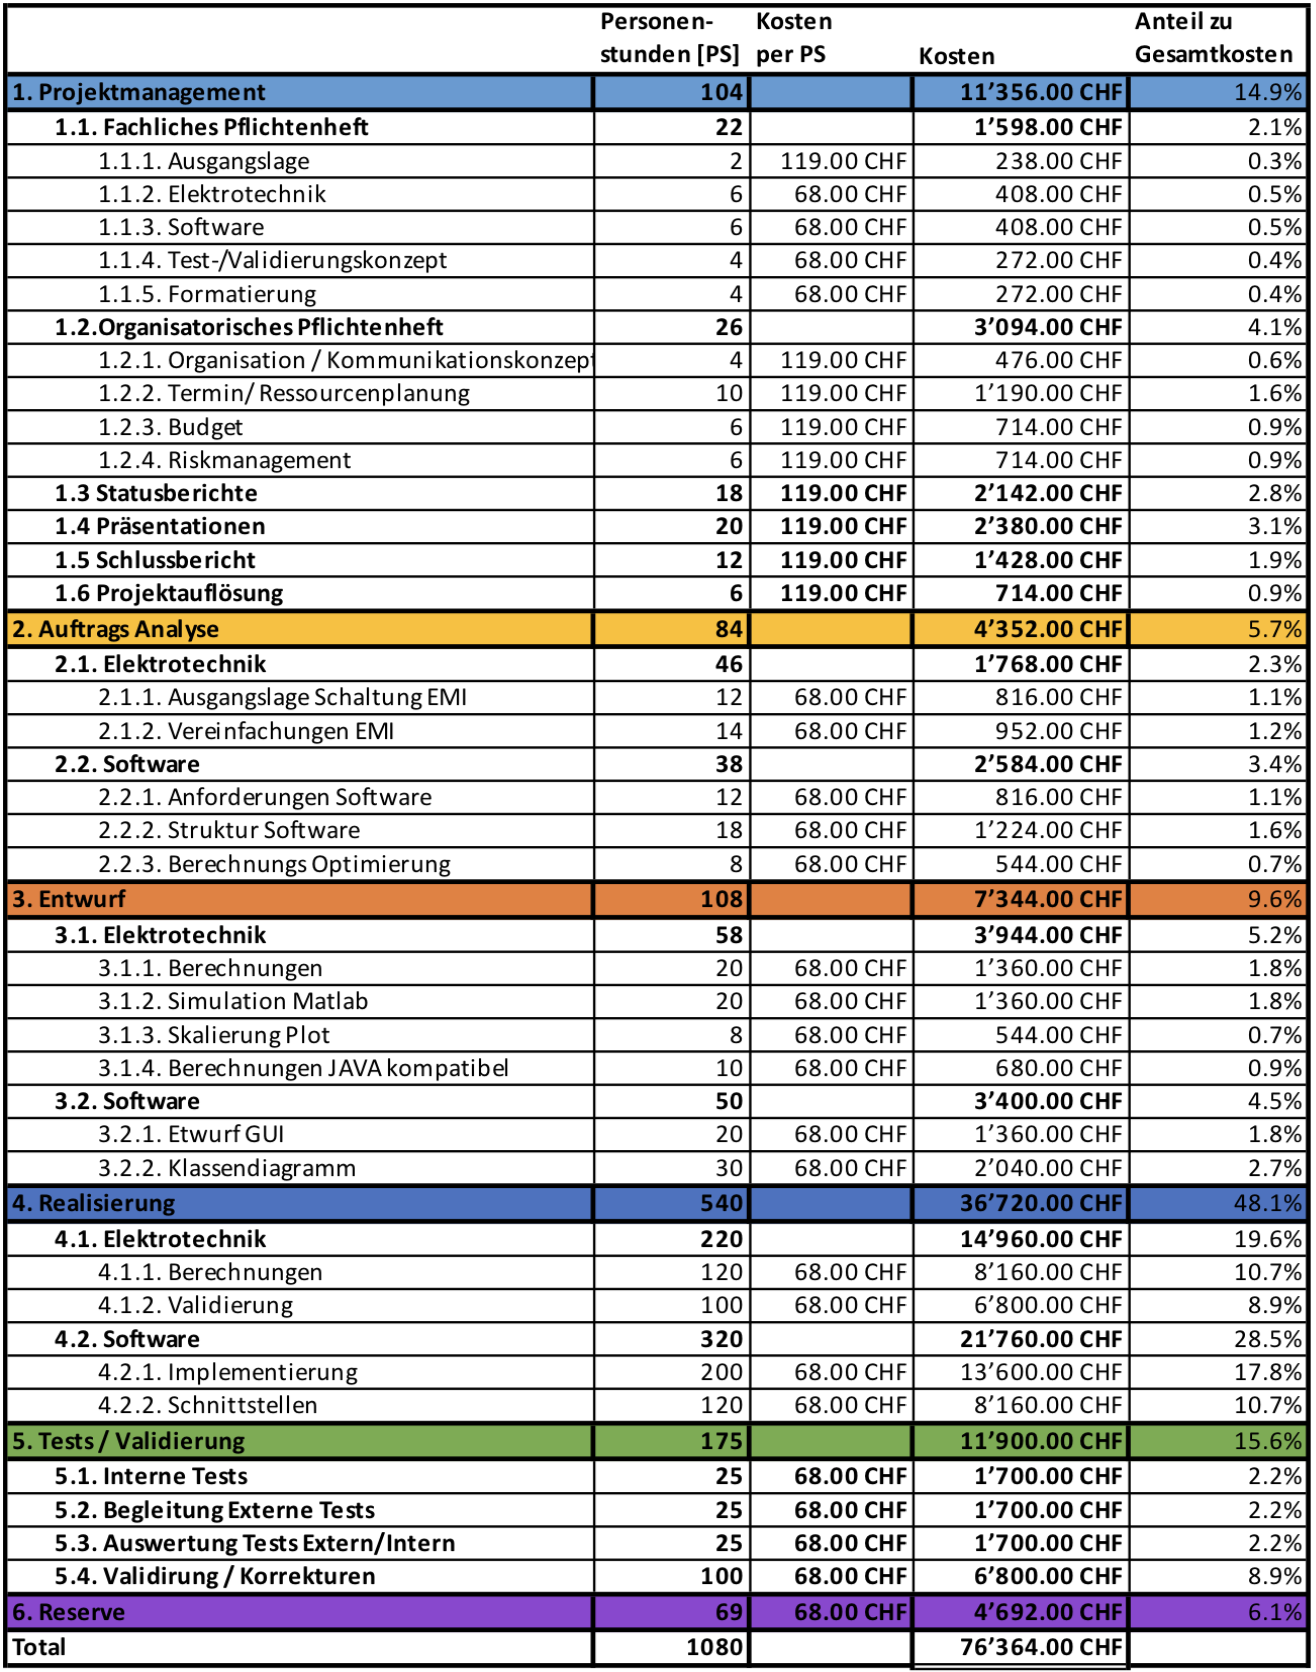 Personen- Kosten Anteil zu
stunden [PS] per PS Kosten Gesamtkosten
1. Projektmanagement 104 11’356.00 CHF 14.9%
1.1. Fachliches Pflichtenheft 22 1’598.00 CHF 2.1%
1.1.1. Ausgangslage 2 119.00 CHF 238.00 CHF 0.3%
1.1.2. Elektrotechnik 6 68.00 CHF 408.00 CHF 0.5%
1.1.3. Software 6 68.00 CHF 408.00 CHF 0.5%
1.1.4. Test-/Validierungskonzept 4 68.00 CHF 272.00 CHF 0.4%
1.1.5. Formatierung 4 68.00 CHF 272.00 CHF 0.4%
1.2.Organisatorisches Pflichtenheft 26 3’094.00 CHF 4.1%
1.2.1. Organisation / Kommunikationskonzept 4 119.00 CHF 476.00 CHF 0.6%
1.2.2. Termin/ Ressourcenplanung 10 119.00 CHF 1’190.00 CHF 1.6%
1.2.3. Budget 6 119.00 CHF 714.00 CHF 0.9%
1.2.4. Riskmanagement 6 119.00 CHF 714.00 CHF 0.9%
1.3 Statusberichte 18 119.00 CHF 2’142.00 CHF 2.8%
1.4 Präsentationen 20 119.00 CHF 2’380.00 CHF 3.1%
1.5 Schlussbericht 12 119.00 CHF 1’428.00 CHF 1.9%
1.6 Projektauflösung 6 119.00 CHF 714.00 CHF 0.9%
2. Auftrags Analyse 84 4’352.00 CHF 5.7%
2.1. Elektrotechnik 46 1’768.00 CHF 2.3%
2.1.1. Ausgangslage Schaltung EMI 12 68.00 CHF 816.00 CHF 1.1%
2.1.2. Vereinfachungen EMI 14 68.00 CHF 952.00 CHF 1.2%
2.2. Software 38 2’584.00 CHF 3.4%
2.2.1. Anforderungen Software 12 68.00 CHF 816.00 CHF 1.1%
2.2.2. Struktur Software 18 68.00 CHF 1’224.00 CHF 1.6%
2.2.3. Berechnungs Optimierung 8 68.00 CHF 544.00 CHF 0.7%
3. Entwurf 108 7’344.00 CHF 9.6%
3.1. Elektrotechnik 58 3’944.00 CHF 5.2%
3.1.1. Berechnungen 20 68.00 CHF 1’360.00 CHF 1.8%
3.1.2. Simulation Matlab 20 68.00 CHF 1’360.00 CHF 1.8%
3.1.3. Skalierung Plot 8 68.00 CHF 544.00 CHF 0.7%
3.1.4. Berechnungen JAVA kompatibel 10 68.00 CHF 680.00 CHF 0.9%
3.2. Software 50 3’400.00 CHF 4.5%
3.2.1. Etwurf GUI 20 68.00 CHF 1’360.00 CHF 1.8%
3.2.2. Klassendiagramm 30 68.00 CHF 2’040.00 CHF 2.7%
4. Realisierung 540 36’720.00 CHF 48.1%
4.1. Elektrotechnik 220 14’960.00 CHF 19.6%
4.1.1. Berechnungen 120 68.00 CHF 8’160.00 CHF 10.7%
4.1.2. Validierung 100 68.00 CHF 6’800.00 CHF 8.9%
4.2. Software 320 21’760.00 CHF 28.5%
4.2.1. Implementierung 200 68.00 CHF 13’600.00 CHF 17.8%
4.2.2. Schnittstellen 120 68.00 CHF 8’160.00 CHF 10.7%
5. Tests / Validierung 175 11’900.00 CHF 15.6%
5.1. Interne Tests 25 68.00 CHF 1’700.00 CHF 2.2%
5.2. Begleitung Externe Tests 25 68.00 CHF 1’700.00 CHF 2.2%
5.3. Auswertung Tests Extern/Intern 25 68.00 CHF 1’700.00 CHF 2.2%
5.4. Validirung / Korrekturen 100 68.00 CHF 6’800.00 CHF 8.9%
6. Reserve 69 68.00 CHF 4’692.00 CHF 6.1%
Total 1080 76’364.00 CHF